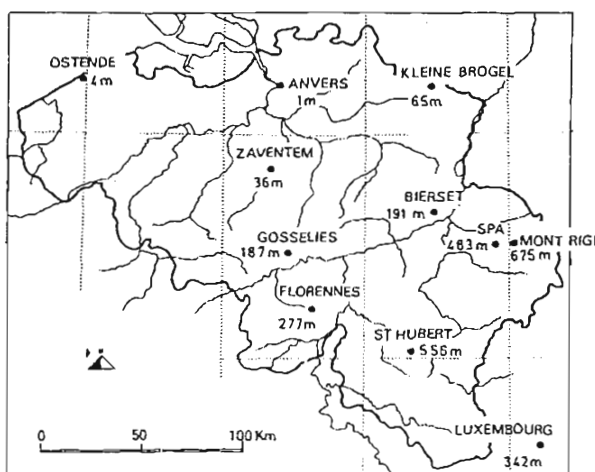 OSTENDE
4m
ANVERS
1m
KLEINE BROGEL
65m
ZAVENTEM
36m
BIERSET
191 m
SPA
483m
MONT RIGI
675m
GOSSELIES
187m
FLORENNES
277m
ST HUBERT
556m
LUXEMBOURG
342m
0 50 100 Km